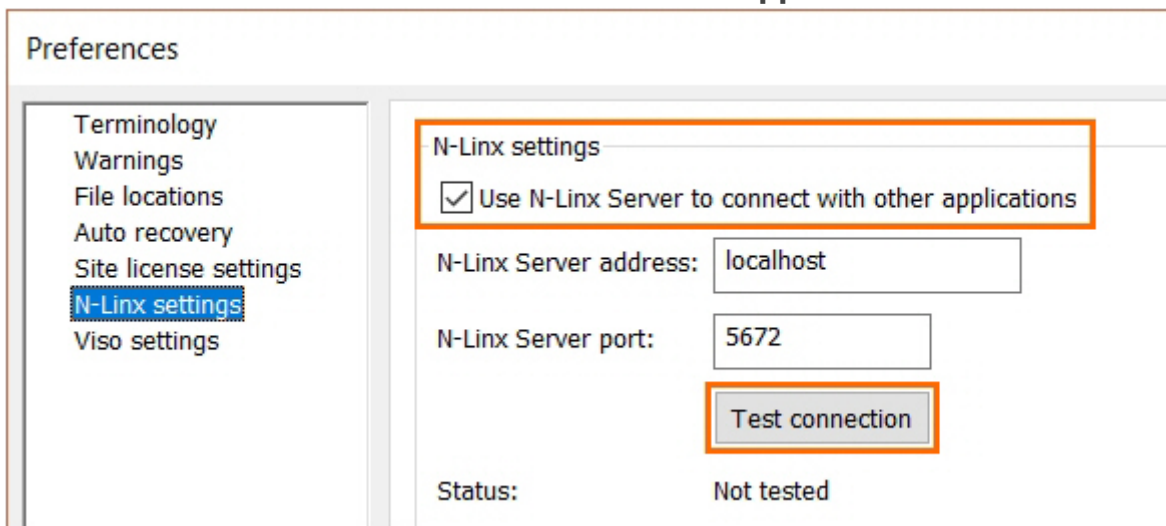 Preferences
Terminology
Warnings
File locations
Auto recovery
Site license settings
N-Linx settings
Viso settings
N-Linx settings
Use N-Linx Server to connect with other applications
N-Linx Server address: localhost
N-Linx Server port: 5672
Test connection
Status: Not tested